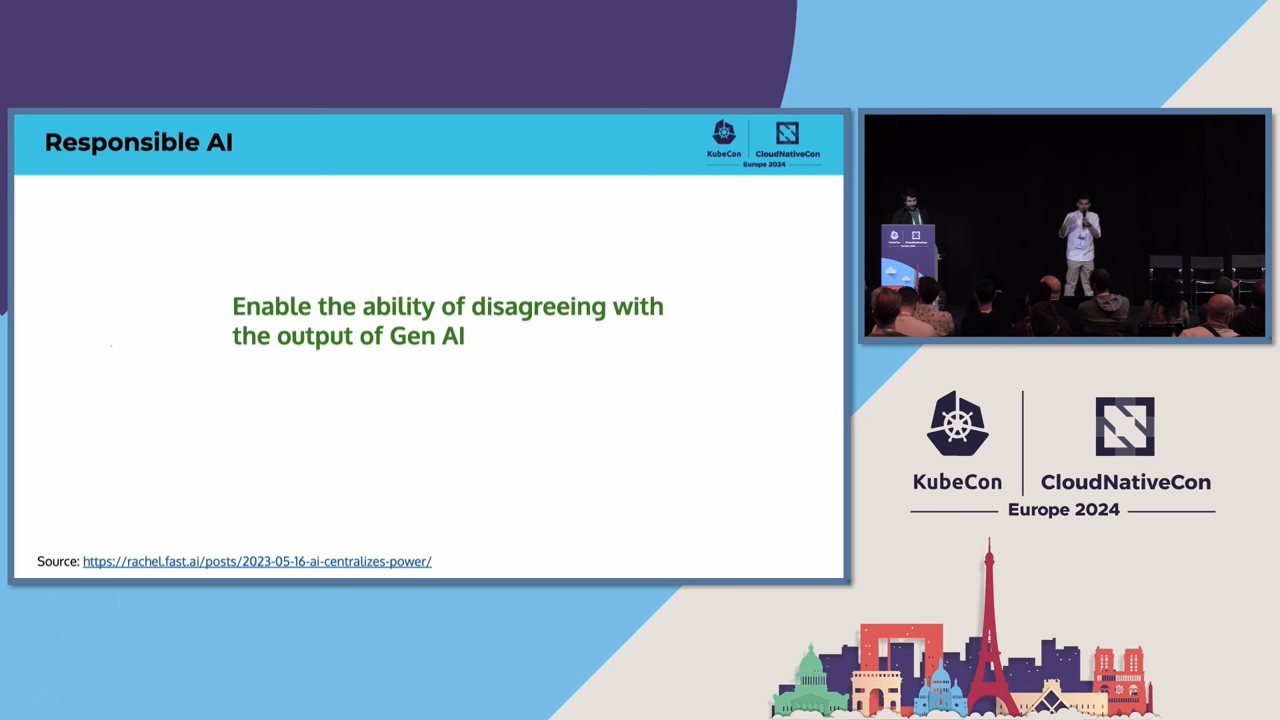 Responsible AI
KubeCon
CloudNativeCon
Europe 2024
Enable the ability of disagreeing with
the output of Gen AI
Source: https://rachel.fast.ai/posts/2023-05-16-ai-centralizes-power/
KubeCon
CloudNativeCon
Europe 2024